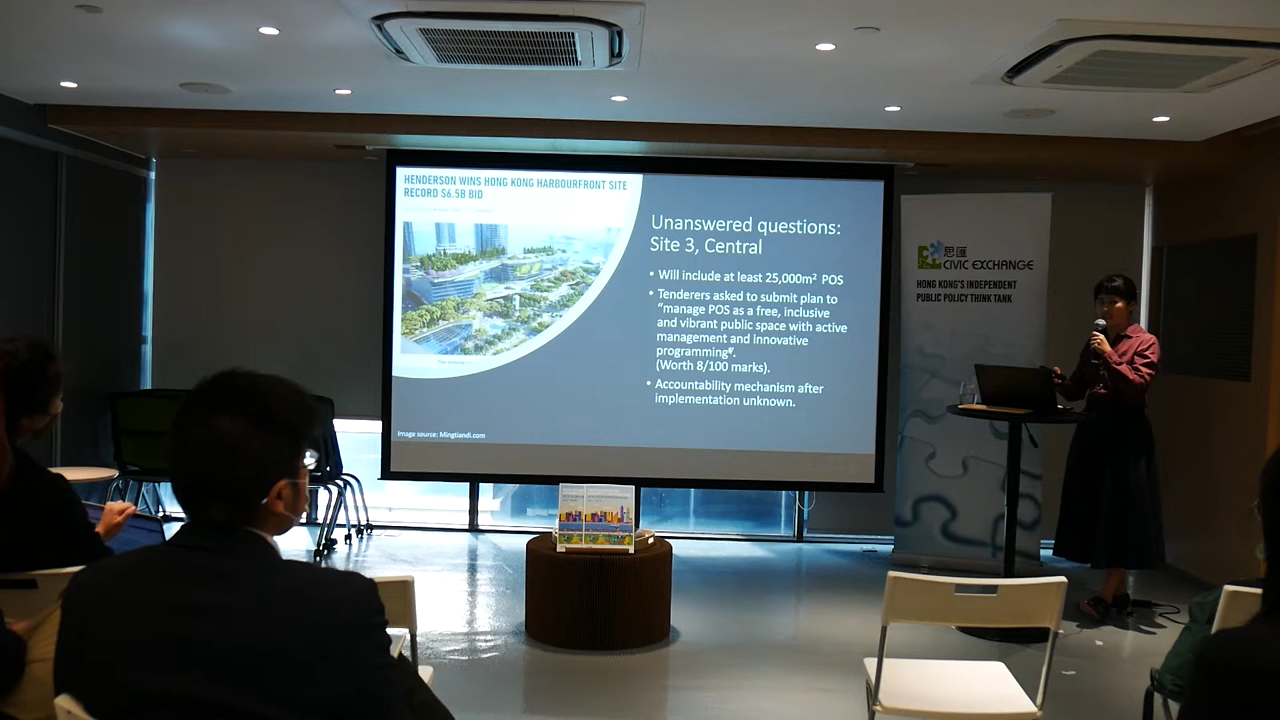 HENDERSON WINS HONG KONG HARBOURFRONT SITE
RECORD $6.5B BID
Unanswered questions:
Site 3, Central
• Will include at least 25,000m² POS
• Tenderers asked to submit plan to
"manage POS as a free, inclusive
and vibrant public space with active
management and innovative
programming".
(Worth 8/100 marks).
• Accountability mechanism after
implementation unknown.
Image source: Mingtiandi.com
思匯
CIVIC EXCHANGE
HONG KONG'S INDEPENDENT
PUBLIC POLICY THINK TANK